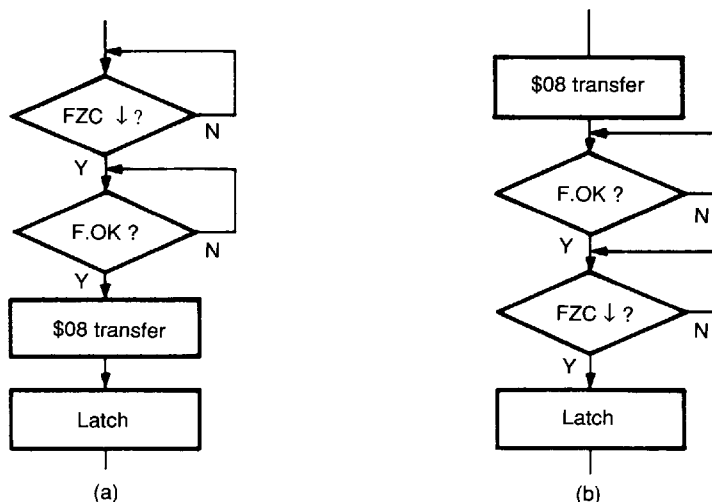 FZC ↓ ?
N
Y
F.OK ?
N
Y
$08 transfer
Latch
(a)
$08 transfer
F.OK ?
N
Y
FZC ↓ ?
N
Y
Latch
(b)